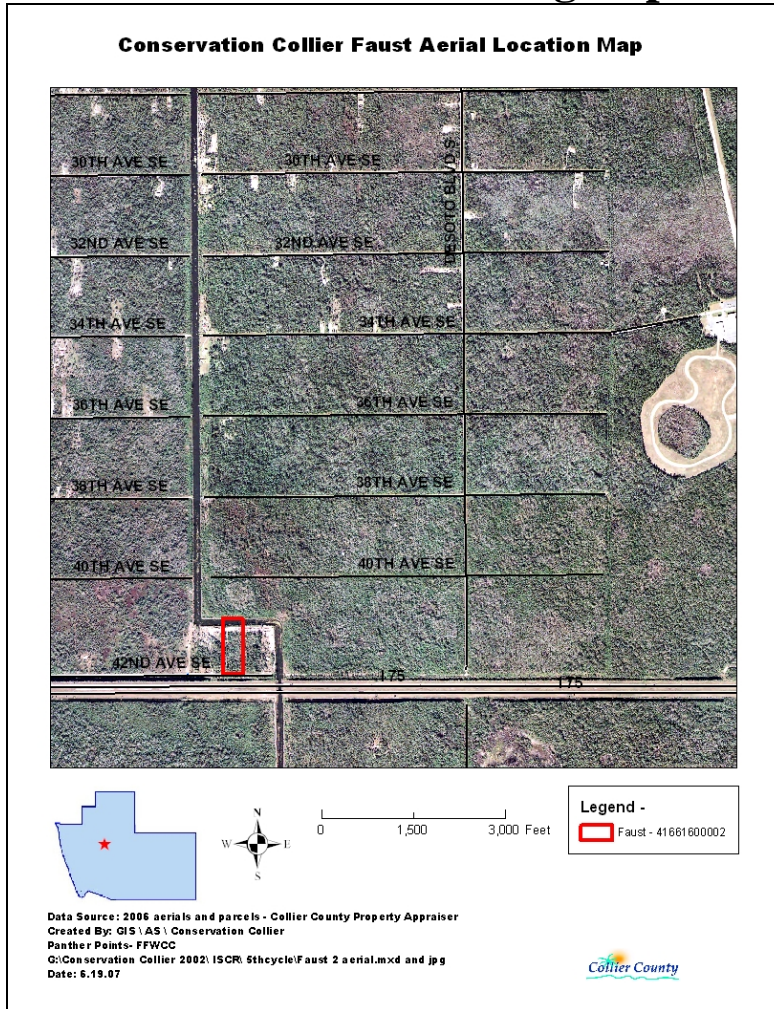 Conservation Collier Faust Aerial Location Map
30TH AVE SE 30TH AVE SE
DESOTO BLVD S
32ND AVE SE 32ND AVE SE
34TH AVE SE 34TH AVE SE
36TH AVE SE 36TH AVE SE
38TH AVE SE 38TH AVE SE
40TH AVE SE 40TH AVE SE
42ND AVE SE
I75 I75
N
W E
S
0 1,500 3,000 Feet
Legend -
Faust - 41661600002
Data Source: 2006 aerials and parcels - Collier County Property Appraiser
Created By: GIS \ AS \ Conservation Collier
Panther Points- FFWCC
G:\Conservation Collier 2002\ ISCR\ 5thcycle\Faust 2 aerial.mxd and jpg
Date: 6.19.07
Collier County